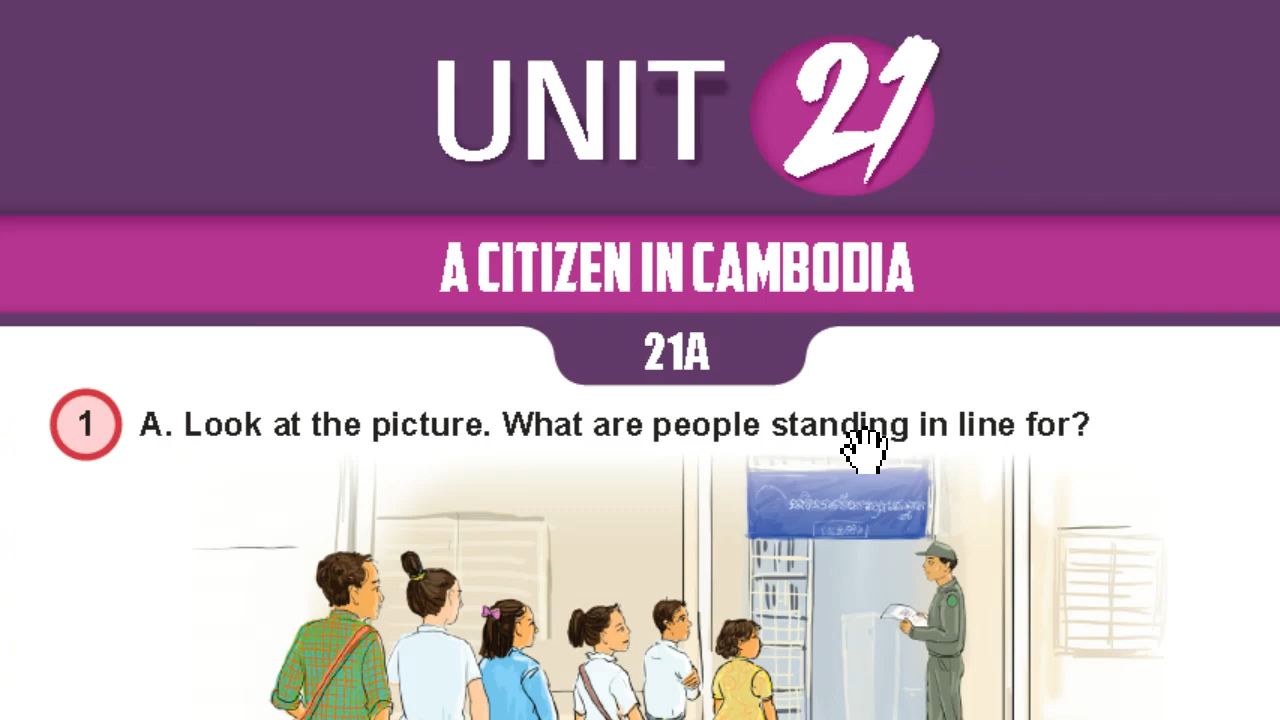 UNIT 21
A CITIZEN IN CAMBODIA
21A
1 A. Look at the picture. What are people standing in line for?